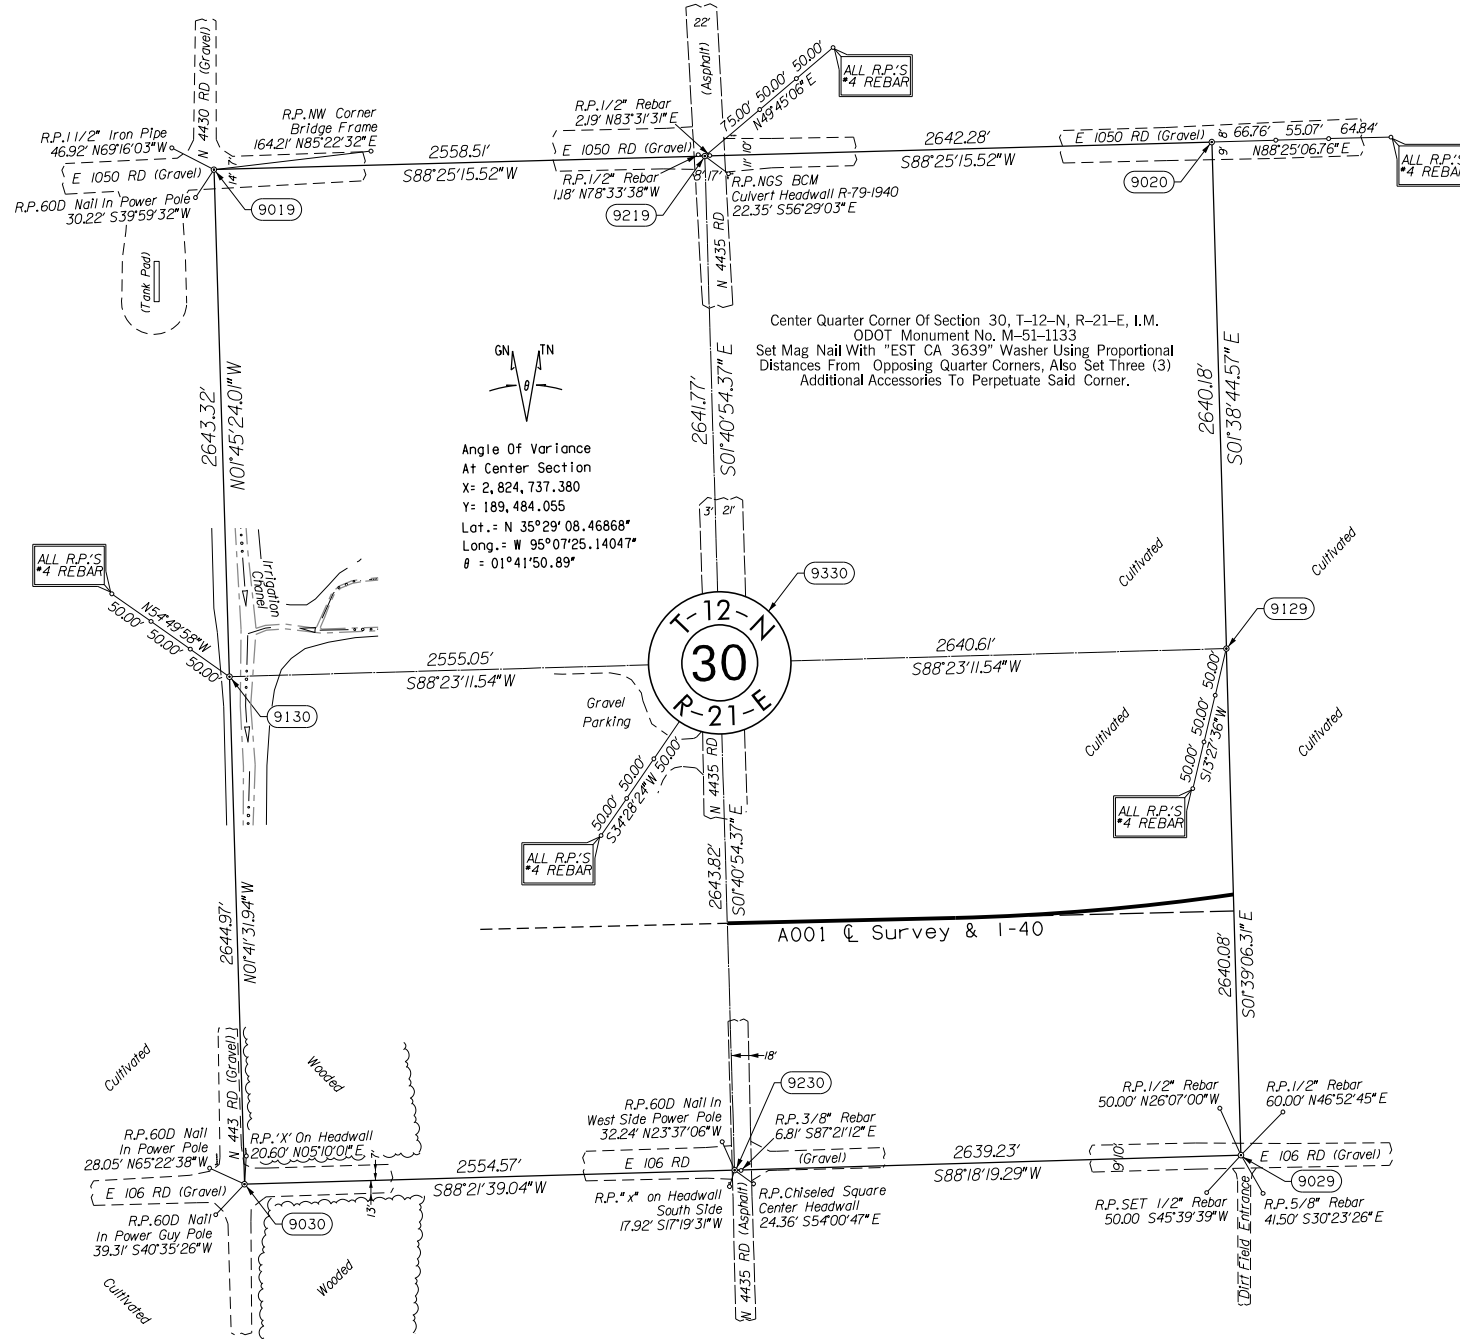 22'
(Asphalt)
N 4430 RD (Gravel)
R.P.NW Corner
Bridge Frame
164.21' N85°22'32"E
R.P.1 1/2" Iron Pipe
46.92' N69°16'03"W
14' 7'
E 1050 RD (Gravel)
R.P.60D Nail In Power Pole
30.22' S39°59'32"W
9019
(Tank Pad)
2558.51'
S88°25'15.52"W
R.P.1/2" Rebar
2.19' N83°31'31"E
E 1050 RD (Gravel)
R.P.1/2" Rebar
1.18' N78°33'38"W
9219
8' 17'
11' 10'
75.00' 50.00' 50.00'
N49°45'06"E
ALL R.P.'S
#4 REBAR
R.P.NGS BCM
Culvert Headwall R-79-1940
22.35' S56°29'03"E
N 4435 RD
2642.28'
S88°25'15.52"W
E 1050 RD (Gravel)
9' 8'
66.76' 55.07' 64.84'
N88°25'06.76"E
ALL R.P.'S
#4 REBAR
9020
Center Quarter Corner Of Section 30, T-12-N, R-21-E, I.M.
ODOT Monument No. M-51-1133
Set Mag Nail With "EST CA 3639" Washer Using Proportional
Distances From Opposing Quarter Corners, Also Set Three (3)
Additional Accessories To Perpetuate Said Corner.
GN TN
θ
Angle Of Variance
At Center Section
X= 2,824,737.380
Y= 189,484.055
Lat.= N 35°29'08.46868"
Long.= W 95°07'25.14047"
θ = 01°41'50.89"
2643.32'
N01°45'24.01"W
2641.77'
S01°40'54.37"E
2640.18'
S01°38'44.57"E
3' 21'
ALL R.P.'S
#4 REBAR
N54°49'58"W
50.00' 50.00' 50.00'
Irrigation
Chanel
9130
2555.05'
S88°23'11.54"W
T-12-N
30
R-21-E
9330
2640.61'
S88°23'11.54"W
9129
Cultivated
Cultivated
Cultivated
Cultivated
Gravel
Parking
50.00' 50.00' 50.00'
S34°28'24"W
ALL R.P.'S
#4 REBAR
N 4435 RD
50.00' 50.00' 50.00'
S13°27'36"W
ALL R.P.'S
#4 REBAR
2644.97'
N01°41'31.94"W
2643.82'
S01°40'54.37"E
2640.08'
S01°39'06.31"E
A001 ℄ Survey & I-40
Cultivated
N 443 RD (Gravel)
Wooded
R.P.60D Nail
In Power Pole
28.05' N65°22'38"W
R.P.'X' On Headwall
20.60' N05°10'01"E
E 106 RD (Gravel)
R.P.60D Nail
In Power Guy Pole
39.31' S40°35'26"W
9030
7'
13'
Cultivated
Wooded
2554.57'
S88°21'39.04"W
R.P.60D Nail In
West Side Power Pole
32.24' N23°37'06"W
18'
9230
R.P.3/8" Rebar
6.81' S87°21'12"E
E 106 RD
(Gravel)
R.P."x" on Headwall
South Side
17.92' S17°19'31"W
N 4435 RD (Asphalt)
R.P.Chiseled Square
Center Headwall
24.36' S54°00'47"E
2639.23'
S88°18'19.29"W
R.P.1/2" Rebar
50.00' N26°07'00"W
R.P.1/2" Rebar
60.00' N46°52'45"E
9' 10'
E 106 RD (Gravel)
9029
R.P.SET 1/2" Rebar
50.00 S45°39'39"W
R.P.5/8" Rebar
41.50' S30°23'26"E
Dirt Field Entrance